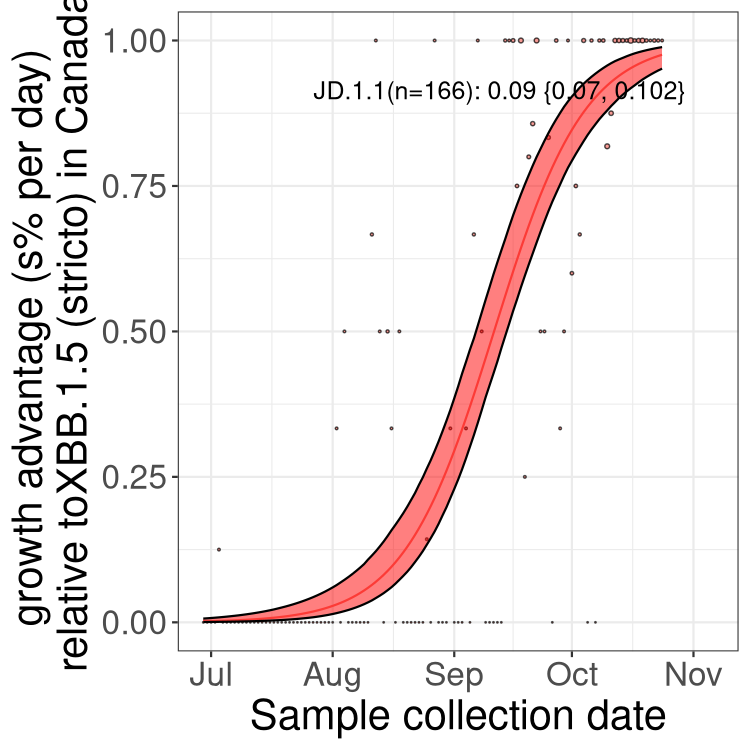 growth advantage (s% per day)
relative toXBB.1.5 (stricto) in Canada
1.00
0.75
0.50
0.25
0.00
JD.1.1(n=166): 0.09 {0.07, 0.102}
Jul Aug Sep Oct Nov
Sample collection date